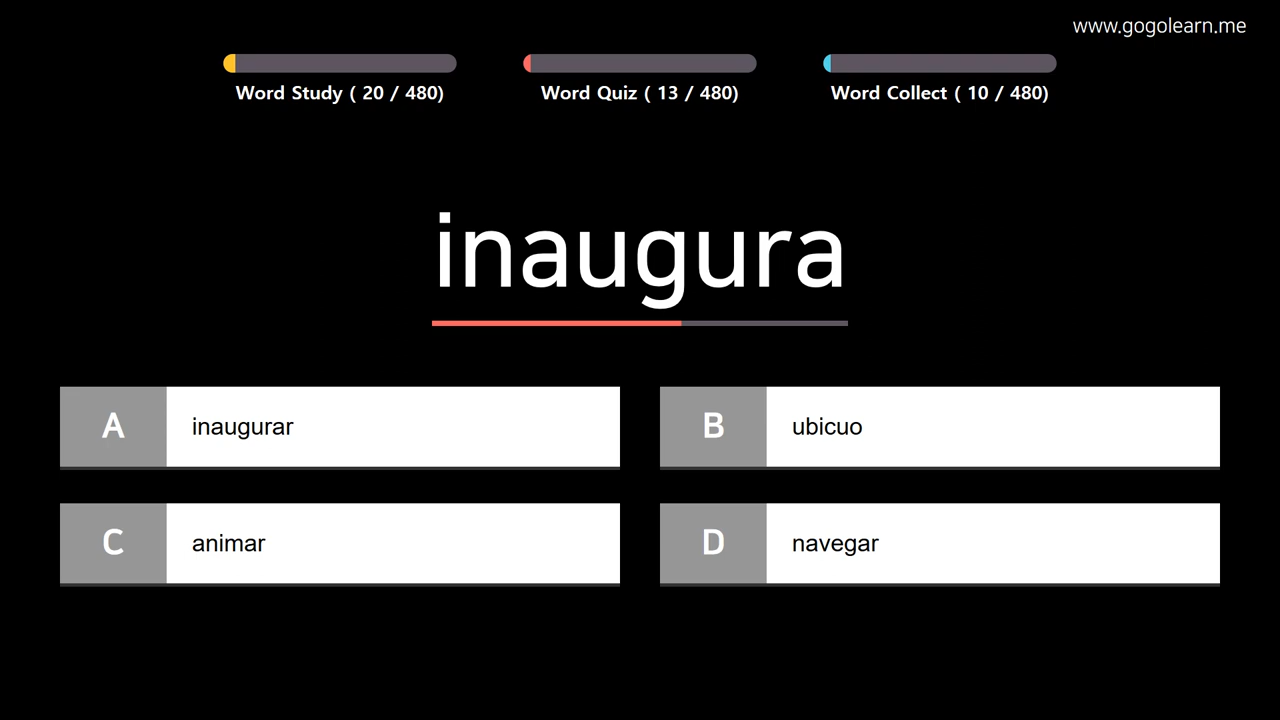 www.gogolearn.me
Word Study ( 20 / 480)
Word Quiz ( 13 / 480)
Word Collect ( 10 / 480)
inaugura
A inaugurar
B ubicuo
C animar
D navegar